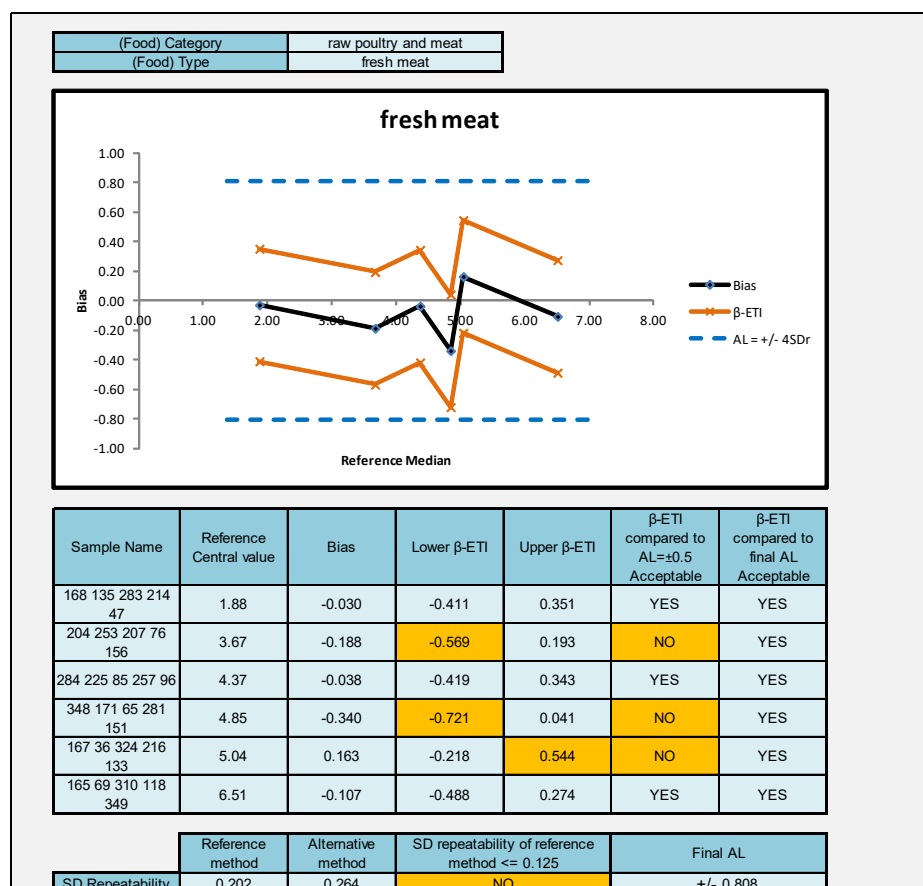 (Food) Category raw poultry and meat
(Food) Type fresh meat
fresh meat
1.00
0.80
0.60
0.40
0.20
0.00
-0.20
-0.40
-0.60
-0.80
-1.00
0.00 1.00 2.00 3.00 4.00 5.00 6.00 7.00 8.00
Bias
Reference Median
Bias
β-ETI
AL = +/- 4SDr
Sample Name Reference Central value Bias Lower β-ETI Upper β-ETI β-ETI compared to AL=±0.5 Acceptable β-ETI compared to final AL Acceptable
168 135 283 214 47 1.88 -0.030 -0.411 0.351 YES YES
204 253 207 76 156 3.67 -0.188 -0.569 0.193 NO YES
284 225 85 257 96 4.37 -0.038 -0.419 0.343 YES YES
348 171 65 281 151 4.85 -0.340 -0.721 0.041 NO YES
167 36 324 216 133 5.04 0.163 -0.218 0.544 NO YES
165 69 310 118 349 6.51 -0.107 -0.488 0.274 YES YES
Reference method Alternative method SD repeatability of reference method <= 0.125 Final AL
SD Repeatability 0.202 0.264 NO +/- 0.808